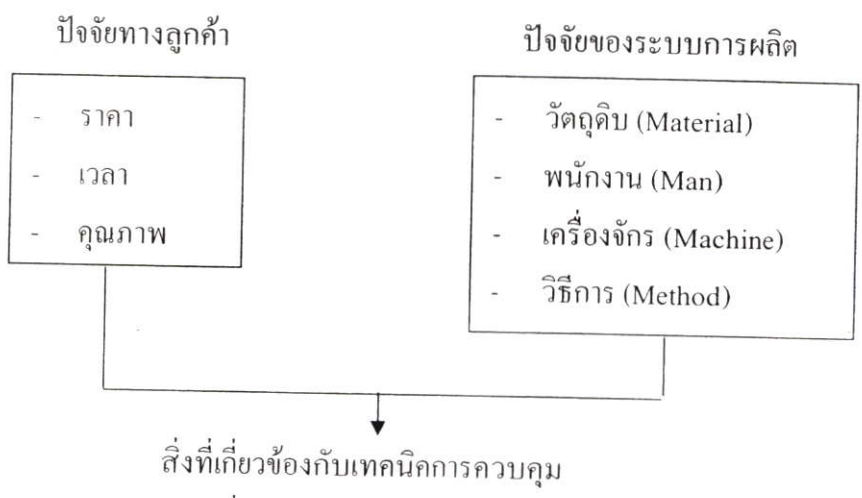 ปัจจัยทางลูกค้า
- ราคา
- เวลา
- คุณภาพ
ปัจจัยของระบบการผลิต
- วัตถุดิบ (Material)
- พนักงาน (Man)
- เครื่องจักร (Machine)
- วิธีการ (Method)
สิ่งที่เกี่ยวข้องกับเทคนิคการควบคุม